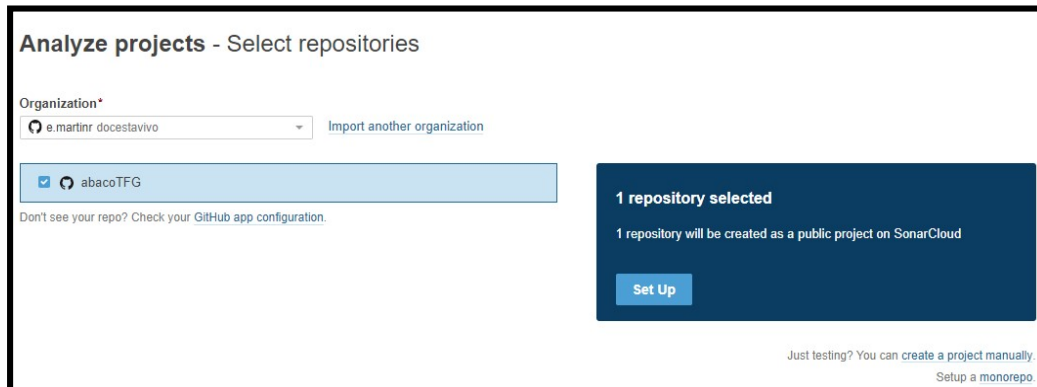 Analyze projects - Select repositories
Organization*
e.martinr docestavivo
Import another organization
abacoTFG
Don't see your repo? Check your GitHub app configuration.
1 repository selected
1 repository will be created as a public project on SonarCloud
Set Up
Just testing? You can create a project manually.
Setup a monorepo.